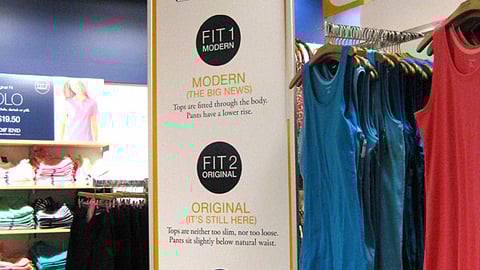 FIT 1
MODERN
MODERN
(THE BIG NEWS)
Tops are fitted through the body.
Pants have a lower rise.
FIT 2
ORIGINAL
ORIGINAL
(IT'S STILL HERE)
Tops are neither too slim, nor too loose.
Pants sit slightly below natural waist.
OLO
$19.50
END